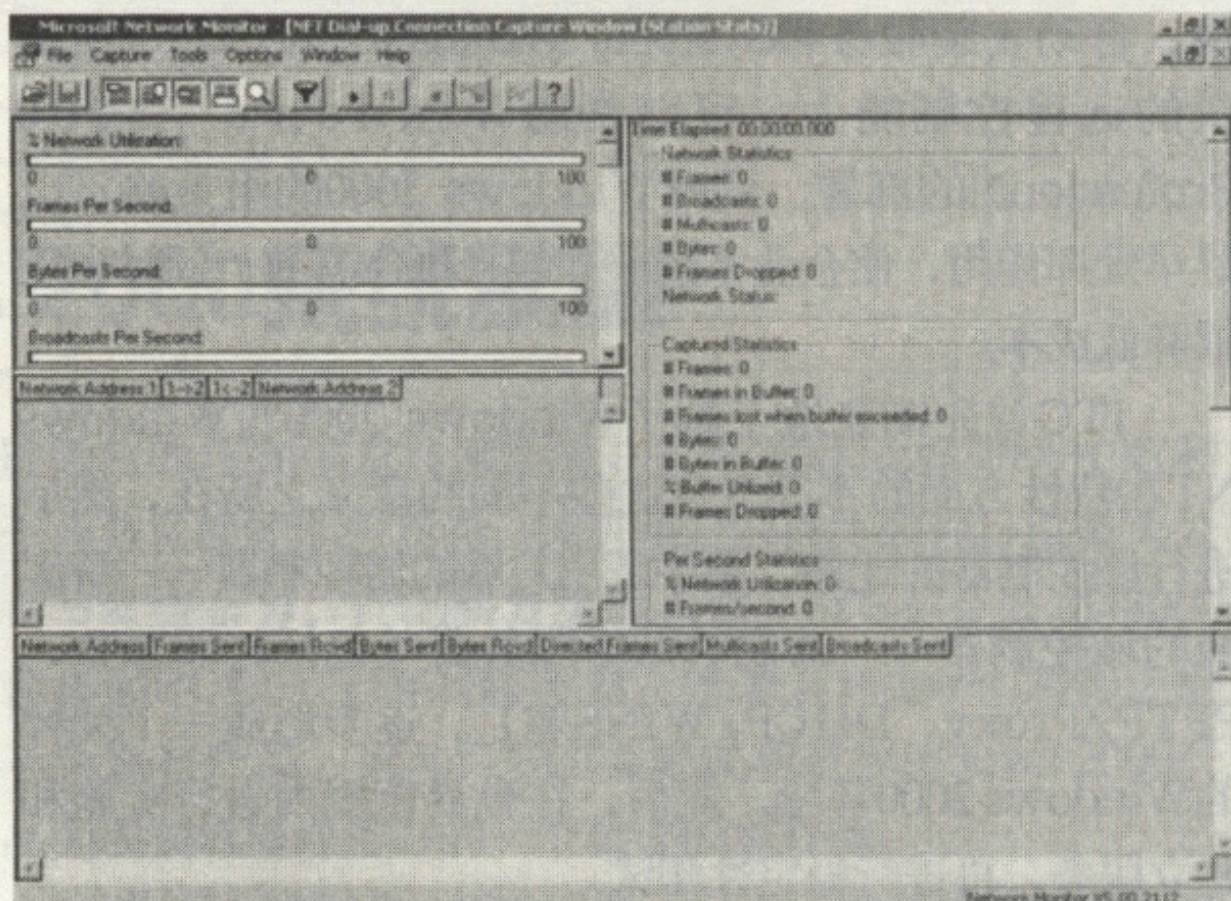 Microsoft Network Monitor - [NET Dial-up Connection Capture Window (Station Stats)]
File Capture Tools Options Window Help
% Network Utilization:
0 0 100
Frames Per Second:
0 0 100
Bytes Per Second:
0 0 100
Broadcasts Per Second:
Network Address 1 1->2 1<-2 Network Address 2
Time Elapsed: 00:00:00.000
Network Statistics
# Frames: 0
# Broadcasts: 0
# Multicasts: 0
# Bytes: 0
# Frames Dropped: 0
Network Status:
Captured Statistics
# Frames: 0
# Frames in Buffer: 0
# Frames lost when buffer exceeded: 0
# Bytes: 0
# Bytes in Buffer: 0
% Buffer Utilized: 0
# Frames Dropped: 0
Per Second Statistics
% Network Utilization: 0
# Frames/second: 0
Network Address Frames Sent Frames Rcvd Bytes Sent Bytes Rcvd Directed Frames Sent Multicasts Sent Broadcasts Sent
Network Monitor V5.00.2112